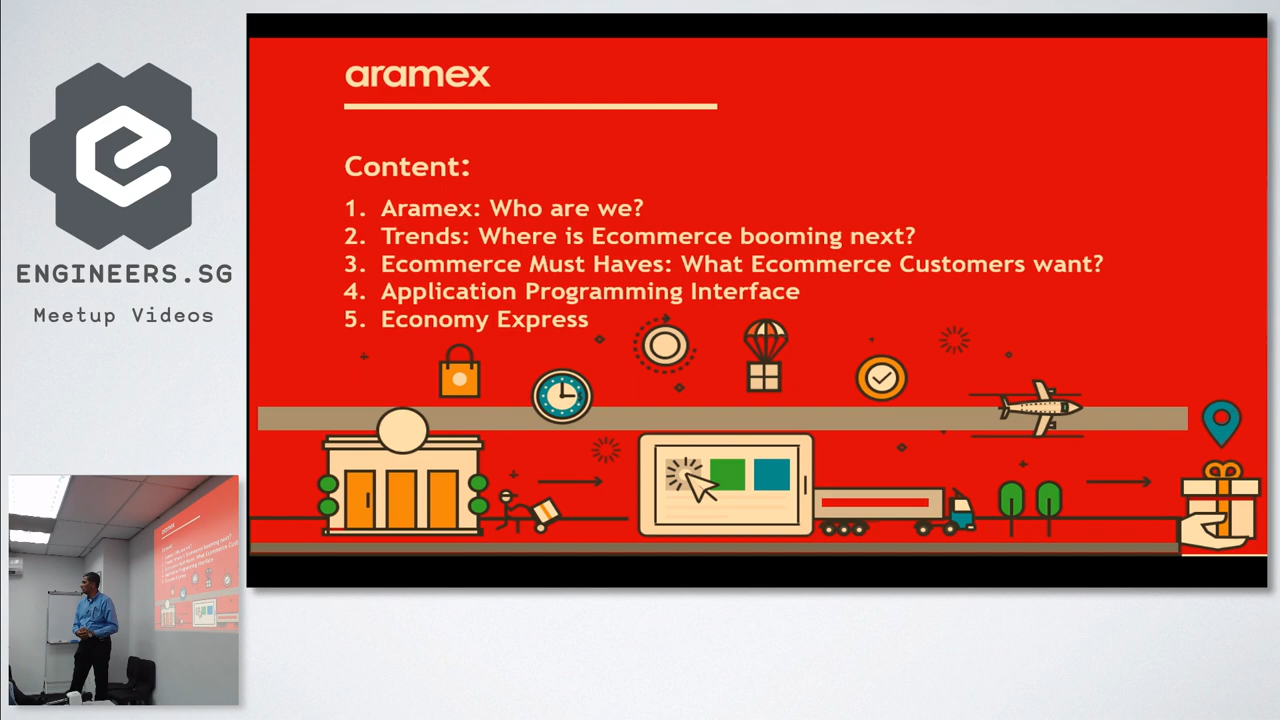 ENGINEERS.SG
Meetup Videos
aramex
Content:
1. Aramex: Who are we?
2. Trends: Where is Ecommerce booming next?
3. Ecommerce Must Haves: What Ecommerce Customers want?
4. Application Programming Interface
5. Economy Express